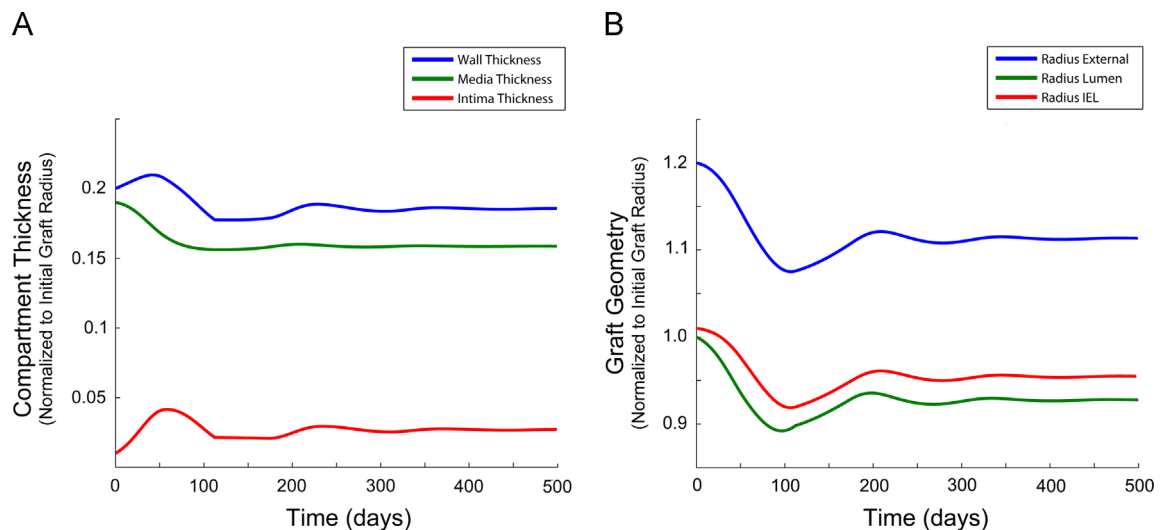 A
Wall Thickness
Media Thickness
Intima Thickness
Compartment Thickness
(Normalized to Initial Graft Radius)
0.2
0.15
0.1
0.05
0
100
200
300
400
500
Time (days)
B
Radius External
Radius Lumen
Radius IEL
Graft Geometry
(Normalized to Initial Graft Radius)
1.2
1.1
1.0
0.9
0
100
200
300
400
500
Time (days)